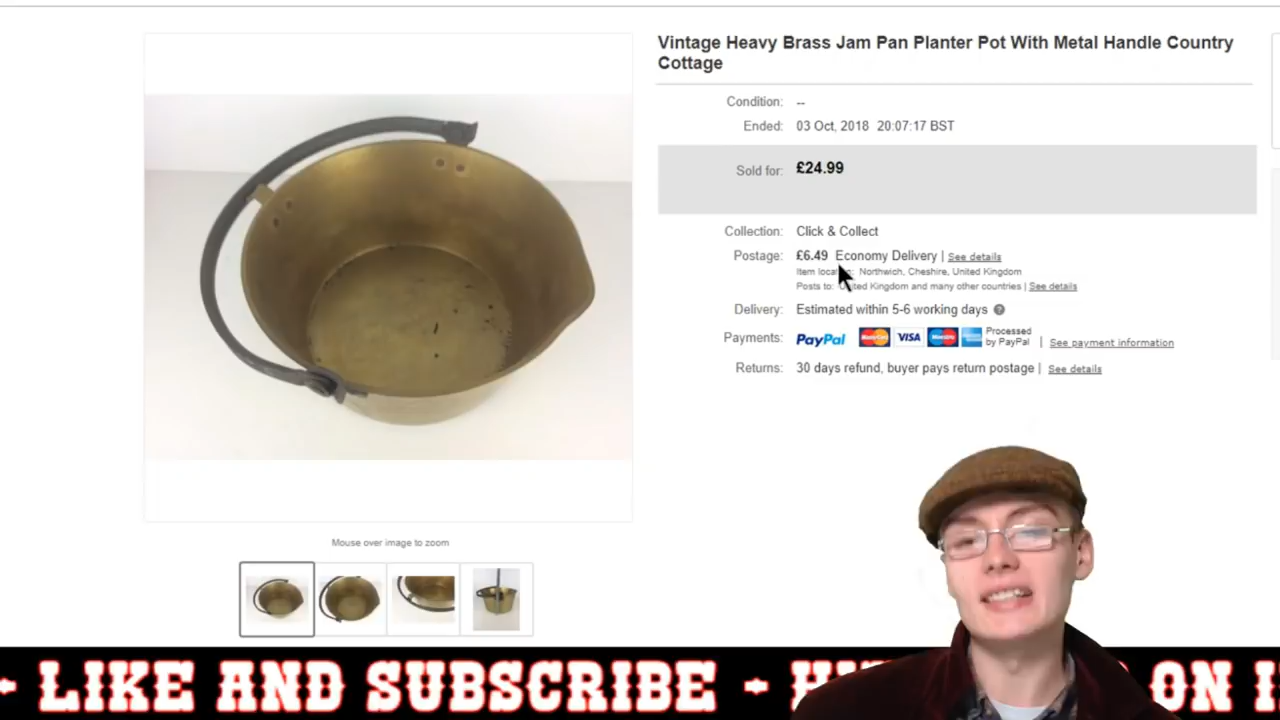 Vintage Heavy Brass Jam Pan Planter Pot With Metal Handle Country
Cottage
Condition: --
Ended: 03 Oct, 2018 20:07:17 BST
Sold for: £24.99
Collection: Click & Collect
Postage: £6.49 Economy Delivery | See details
Item Northwich, Cheshire, United Kingdom
Posts to: Kingdom and many other countries | See details
Delivery: Estimated within 5-6 working days ?
Payments: PayPal MasterCard VISA Maestro Processed
by PayPal | See payment information
Returns: 30 days refund, buyer pays return postage | See details
Mouse over image to zoom
- LIKE AND SUBSCRIBE - ON